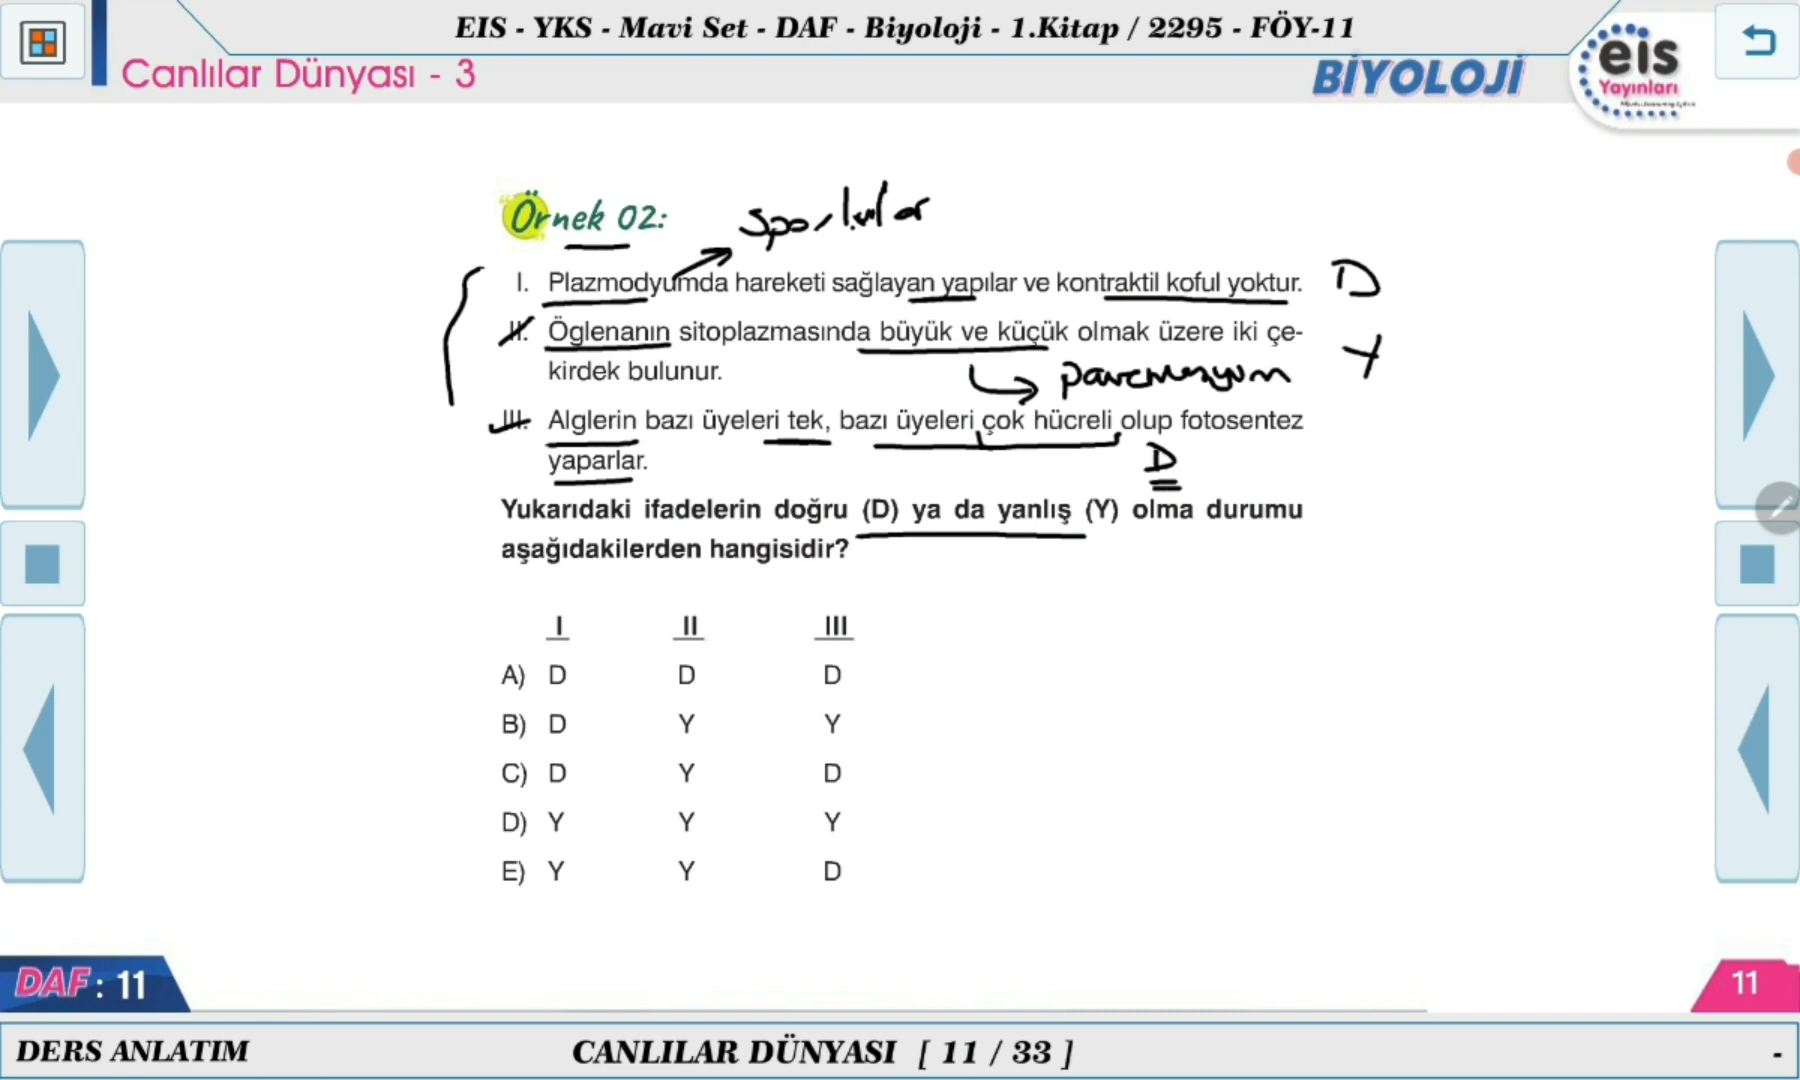 EIS - YKS - Mavi Set - DAF - Biyoloji - 1.Kitap / 2295 - FÖY-11
Canlılar Dünyası - 3
BİYOLOJİ
eis
Yayınları
Örnek 02:
Sporlular
I. Plazmodyumda hareketi sağlayan yapılar ve kontraktil koful yoktur. D
II. Öglenanın sitoplazmasında büyük ve küçük olmak üzere iki çe-
kirdek bulunur. Y
paramesyum
III. Alglerin bazı üyeleri tek, bazı üyeleri çok hücreli olup fotosentez
yaparlar. D
Yukarıdaki ifadelerin doğru (D) ya da yanlış (Y) olma durumu
aşağıdakilerden hangisidir?
I II III
A) D D D
B) D Y Y
C) D Y D
D) Y Y Y
E) Y Y D
DAF : 11
11
DERS ANLATIM
CANLILAR DÜNYASI [ 11 / 33 ]
-